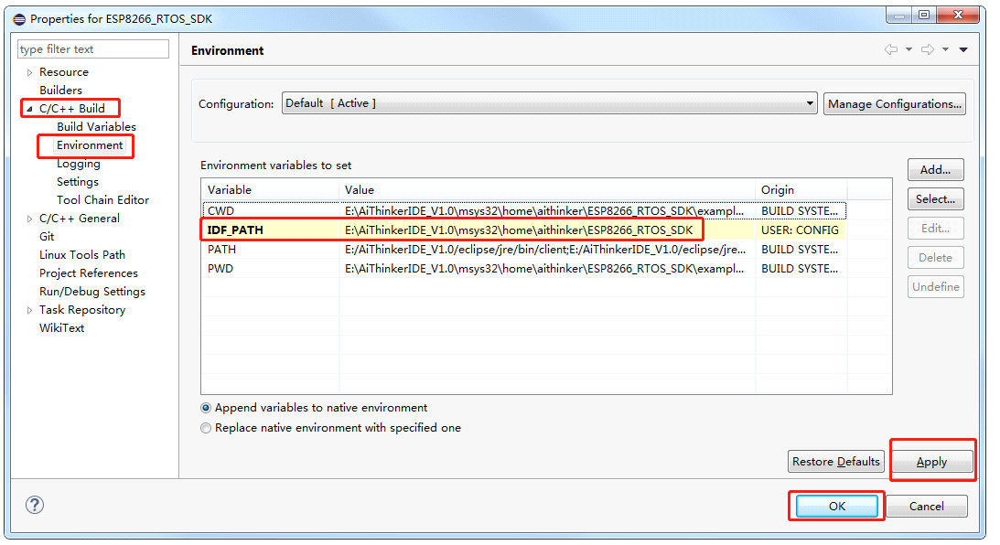 Properties for ESP8266_RTOS_SDK
type filter text
Resource
Builders
C/C++ Build
Build Variables
Environment
Logging
Settings
Tool Chain Editor
C/C++ General
Git
Linux Tools Path
Project References
Run/Debug Settings
Task Repository
WikiText
Environment
Configuration: Default [ Active ] Manage Configurations...
Environment variables to set
Variable Value Origin
CWD E:\AiThinkerIDE_V1.0\msys32\home\aithinker\ESP8266_RTOS_SDK\exampl... BUILD SYSTE...
IDF_PATH E:\AiThinkerIDE_V1.0\msys32\home\aithinker\ESP8266_RTOS_SDK USER: CONFIG
PATH E:/AiThinkerIDE_V1.0/eclipse/jre/bin/client;E:/AiThinkerIDE_V1.0/eclipse/jre... BUILD SYSTE...
PWD E:\AiThinkerIDE_V1.0\msys32\home\aithinker\ESP8266_RTOS_SDK\exampl... BUILD SYSTE...
Add...
Select...
Edit...
Delete
Undefine
Append variables to native environment
Replace native environment with specified one
Restore Defaults Apply
? OK Cancel